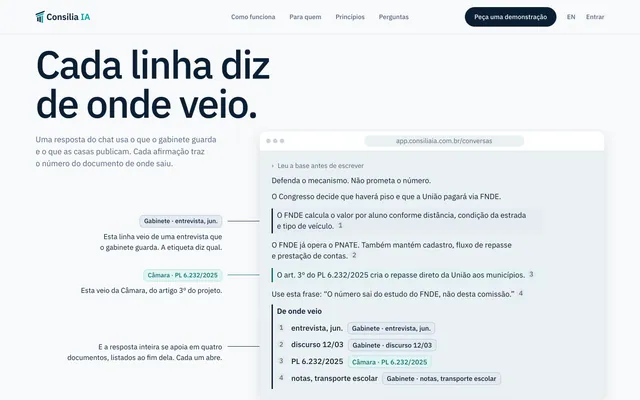 Consilia IA
Como funciona
Para quem
Princípios
Perguntas
Peça uma demonstração
EN
Entrar
Cada linha diz
de onde veio.
Uma resposta do chat usa o que o gabinete guarda
e o que as casas publicam. Cada afirmação traz
o número do documento de onde saiu.
app.consiliaia.com.br/conversas
› Leu a base antes de escrever
Defenda o mecanismo. Não prometa o número.
O Congresso decide que haverá piso e que a União pagará via FNDE.
Gabinete · entrevista, jun.
Esta linha veio de uma entrevista que
o gabinete guarda. A etiqueta diz qual.
O FNDE calcula o valor por aluno conforme distância, condição da estrada
e tipo de veículo. 1
O FNDE já opera o PNATE. Também mantém cadastro, fluxo de repasse
e prestação de contas. 2
Câmara · PL 6.232/2025
Esta veio da Câmara, do artigo 3º do projeto.
O art. 3º do PL 6.232/2025 cria o repasse direto da União aos municípios. 3
Use esta frase: “O número sai do estudo do FNDE, não desta comissão.” 4
E a resposta inteira se apoia em quatro
documentos, listados ao fim dela. Cada um abre.
De onde veio
1 entrevista, jun. Gabinete · entrevista, jun.
2 discurso 12/03 Gabinete · discurso 12/03
3 PL 6.232/2025 Câmara · PL 6.232/2025
4 notas, transporte escolar Gabinete · notas, transporte escolar